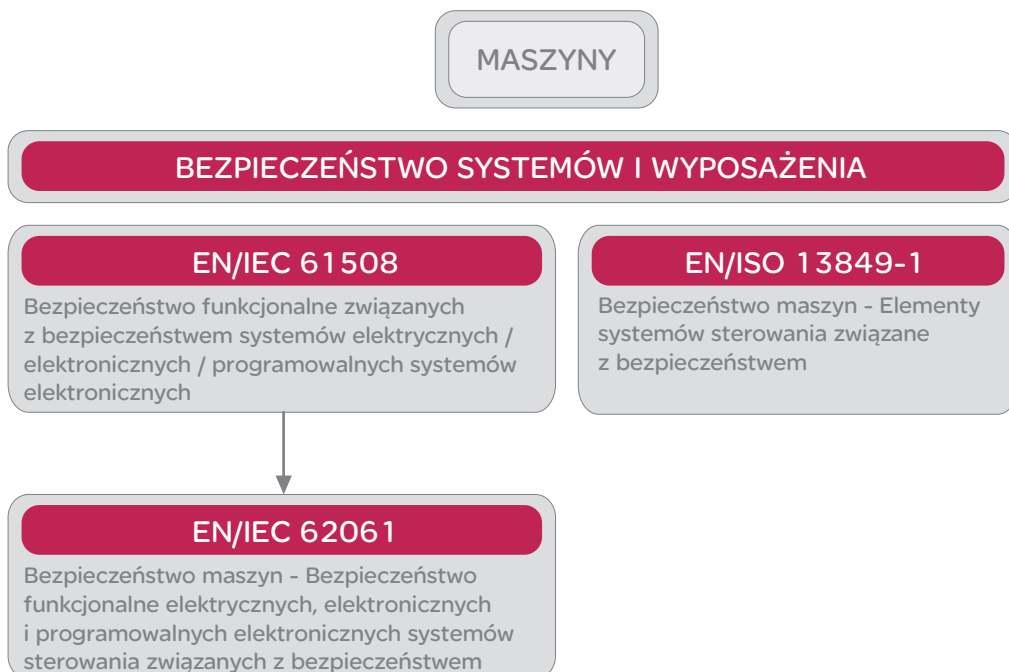 MASZYNY
BEZPIECZEŃSTWO SYSTEMÓW I WYPOSAŻENIA
EN/IEC 61508
Bezpieczeństwo funkcjonalne związanych
z bezpieczeństwem systemów elektrycznych /
elektronicznych / programowalnych systemów
elektronicznych
EN/ISO 13849-1
Bezpieczeństwo maszyn - Elementy
systemów sterowania związane
z bezpieczeństwem
EN/IEC 62061
Bezpieczeństwo maszyn - Bezpieczeństwo
funkcjonalne elektrycznych, elektronicznych
i programowalnych elektronicznych systemów
sterowania związanych z bezpieczeństwem